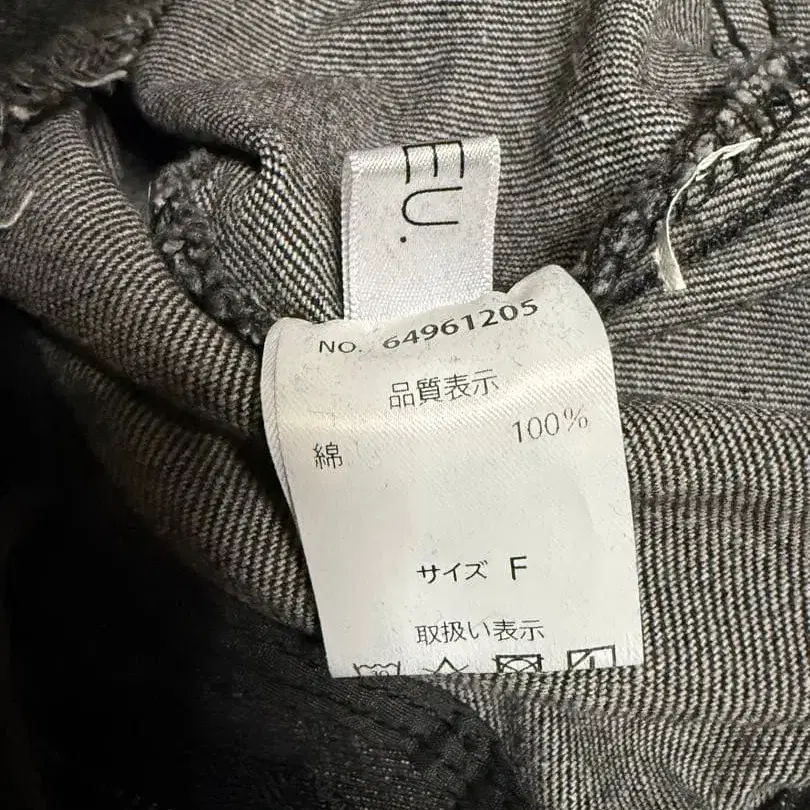 EU.
NO. 64961205
品質表示
綿 100%
サイズ F
取扱い表示